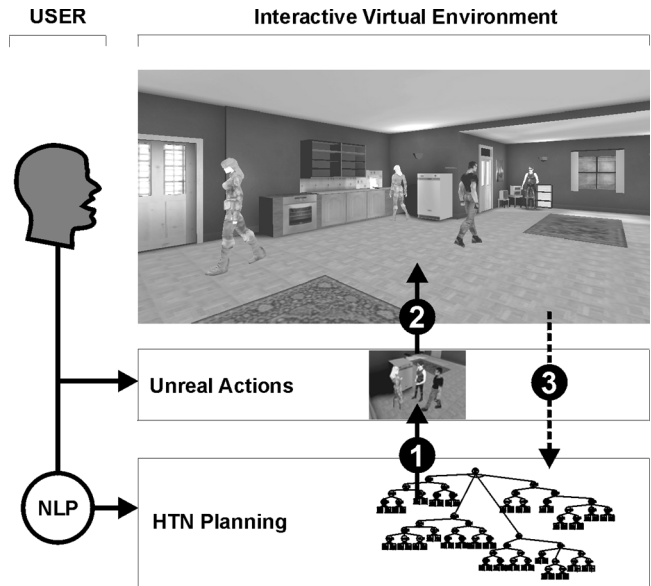 USER
Interactive Virtual Environment
2
Unreal Actions
3
1
NLP
HTN Planning